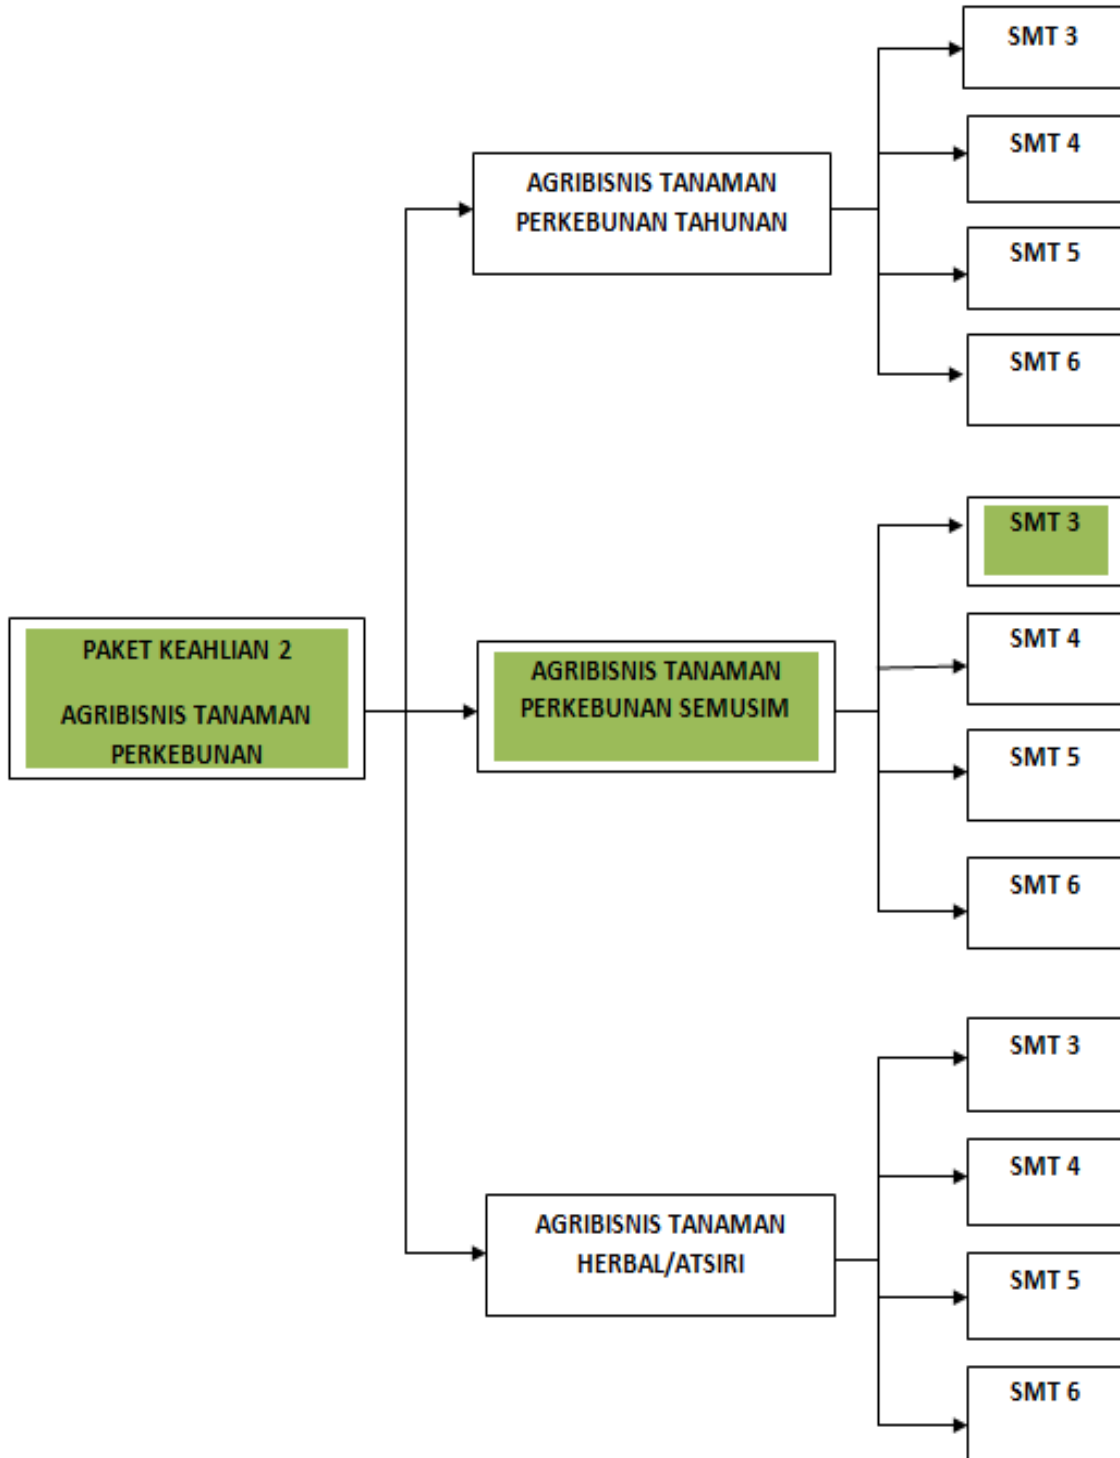 SMT 3
SMT 4
AGRIBISNIS TANAMAN
PERKEBUNAN TAHUNAN
SMT 5
SMT 6
SMT 3
PAKET KEAHLIAN 2
AGRIBISNIS TANAMAN
PERKEBUNAN
AGRIBISNIS TANAMAN
PERKEBUNAN SEMUSIM
SMT 4
SMT 5
SMT 6
SMT 3
SMT 4
AGRIBISNIS TANAMAN
HERBAL/ATSIRI
SMT 5
SMT 6